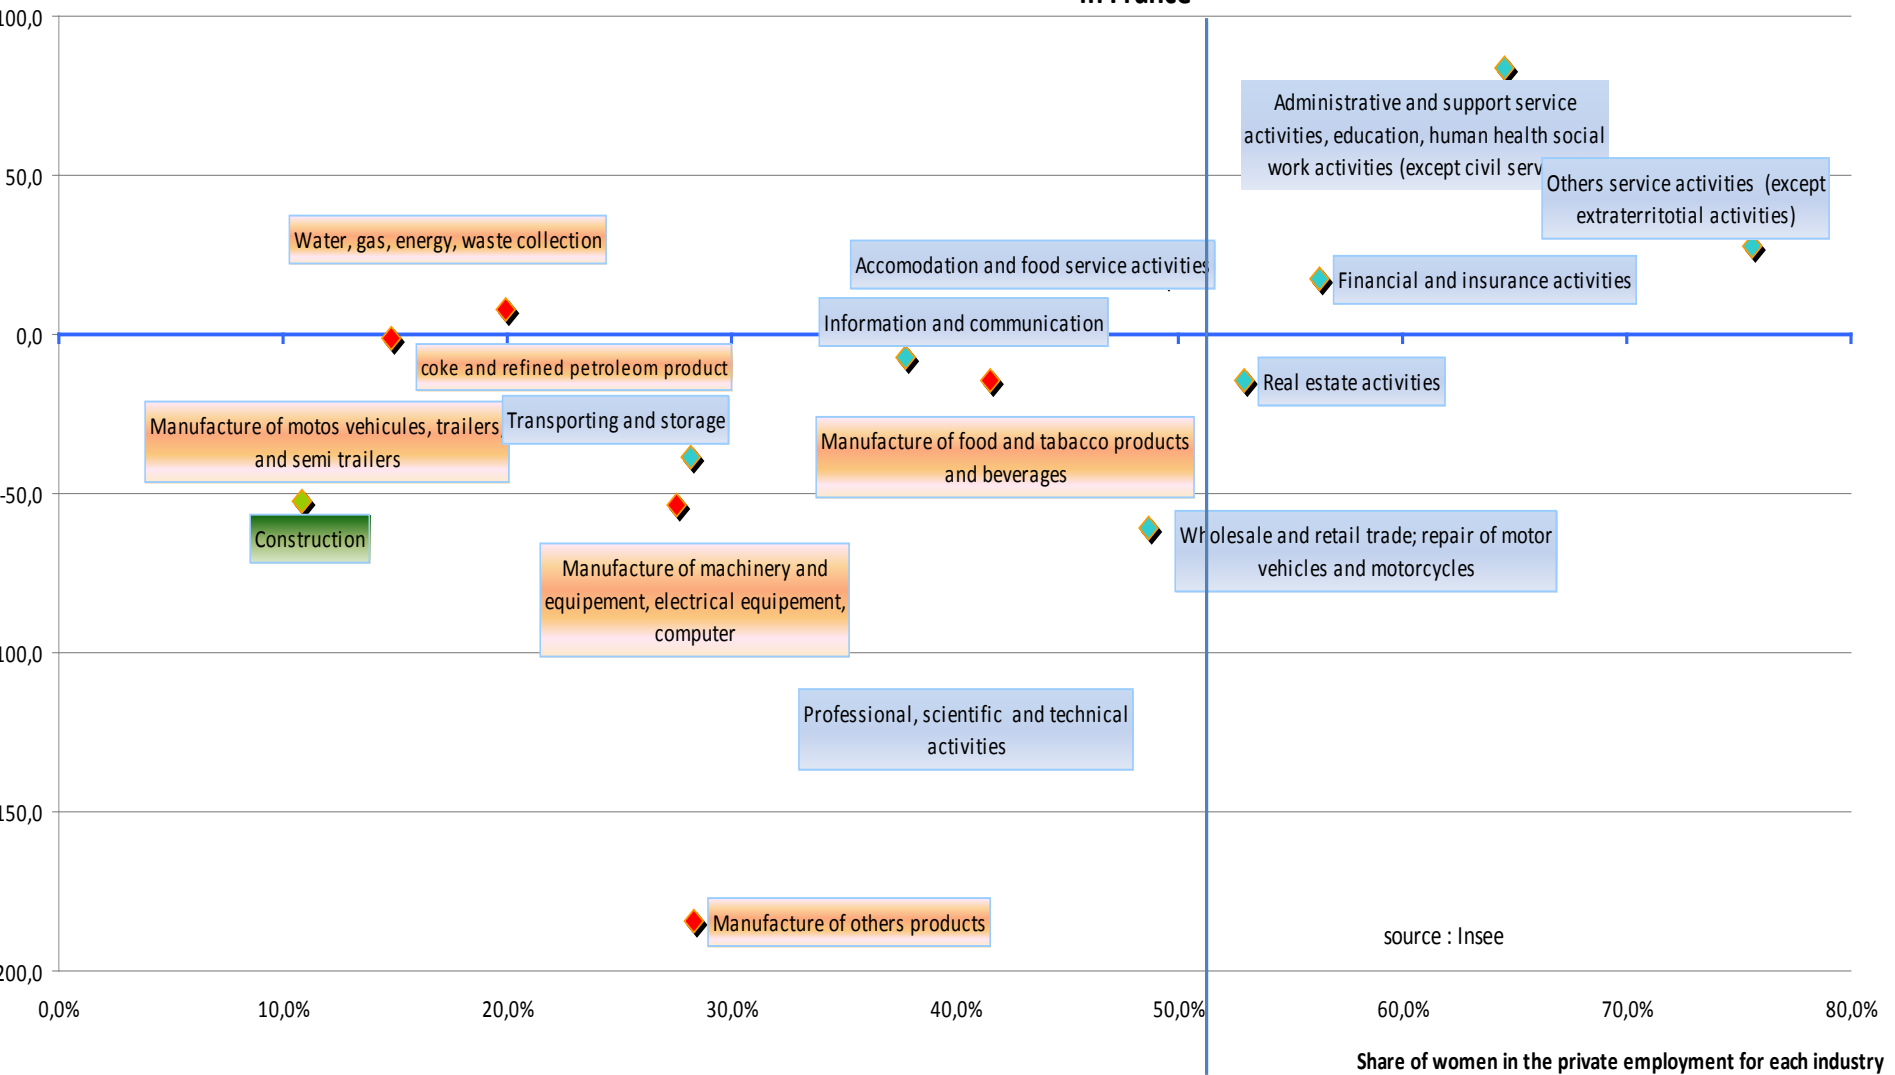 in France
100,0
Administrative and support service
activities, education, human health social
work activities (except civil serv
50,0
Others service activities (except
extraterritotial activities)
Water, gas, energy, waste collection
Accomodation and food service activities
Financial and insurance activities
Information and communication
0,0
coke and refined petroleom product
Real estate activities
Manufacture of motos vehicules, trailers,
and semi trailers
Transporting and storage
Manufacture of food and tabacco products
and beverages
-50,0
Construction
Wholesale and retail trade; repair of motor
vehicles and motorcycles
Manufacture of machinery and
equipement, electrical equipement,
computer
100,0
Professional, scientific and technical
activities
150,0
Manufacture of others products
source : Insee
200,0
0,0% 10,0% 20,0% 30,0% 40,0% 50,0% 60,0% 70,0% 80,0%
Share of women in the private employment for each industry